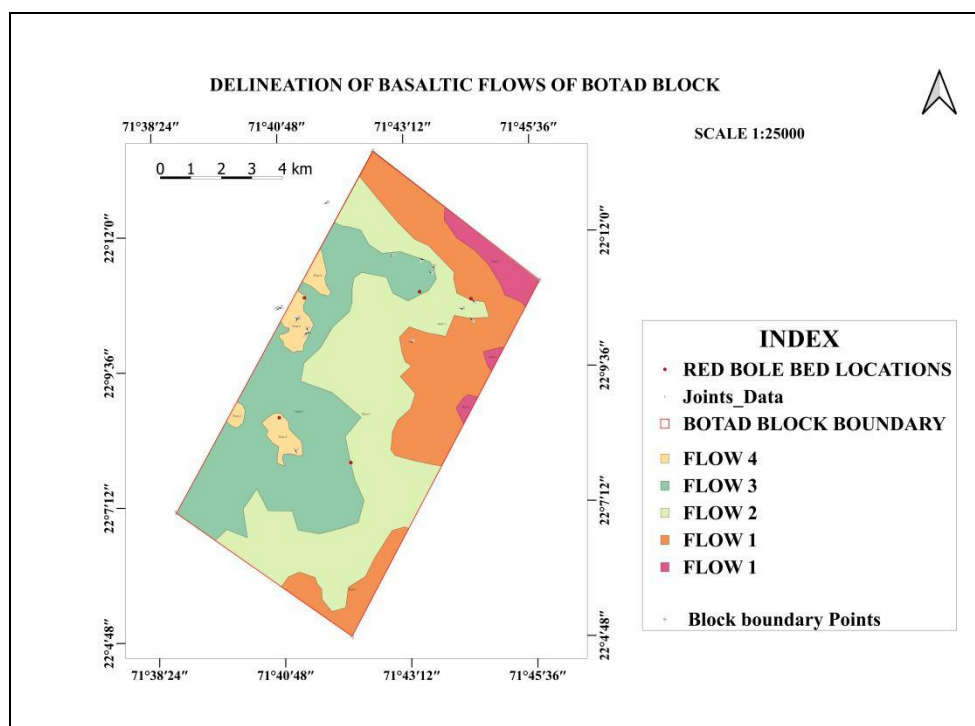 DELINEATION OF BASALTIC FLOWS OF BOTAD BLOCK
71°38'24" 71°40'48" 71°43'12" 71°45'36"
SCALE 1:25000
0 1 2 3 4 km
22°12'0" 22°12'0"
22°9'36" 22°9'36"
22°7'12" 22°7'12"
22°4'48" 22°4'48"
71°38'24" 71°40'48" 71°43'12" 71°45'36"
INDEX
RED BOLE BED LOCATIONS
Joints_Data
BOTAD BLOCK BOUNDARY
FLOW 4
FLOW 3
FLOW 2
FLOW 1
FLOW 1
Block boundary Points